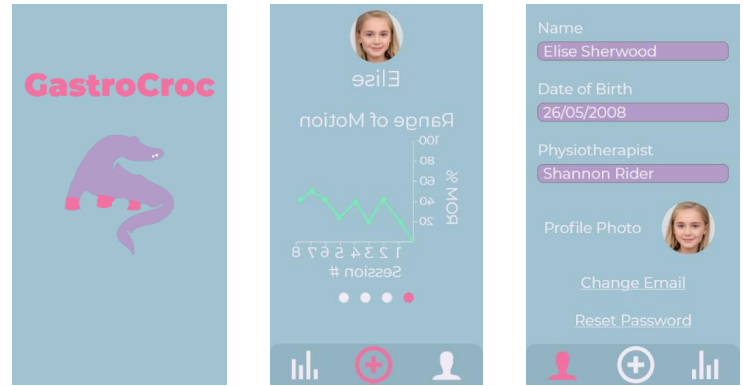 GastroCroc
Elise
Range of Motion
100
80
60
40
20
% ROM
1 2 3 4 5 6 7 8
Session #
Name
Elise Sherwood
Date of Birth
26/05/2008
Physiotherapist
Shannon Rider
Profile Photo
Change Email
Reset Password